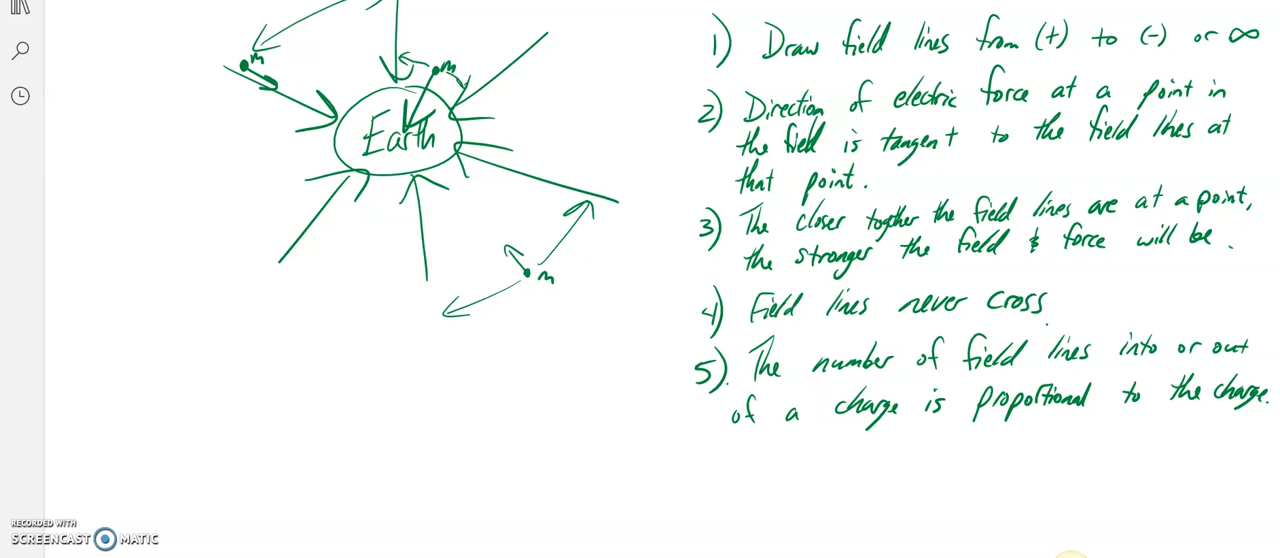 m
m
Earth
m
1) Draw field lines from (+) to (-) or ∞
2) Direction of electric force at a point in
the field is tangent to the field lines at
that point.
3) The closer together the field lines are at a point,
the stronger the field & force will be.
4) Field lines never cross.
5). The number of field lines into or out
of a charge is proportional to the charge.
RECORDED WITH
SCREENCAST MATIC